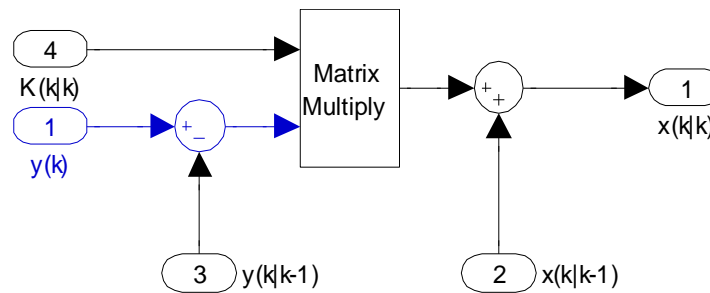 4
K(k|k)
Matrix
Multiply
+
+
1
x(k|k)
1
+
−
y(k)
3
y(k|k-1)
2
x(k|k-1)